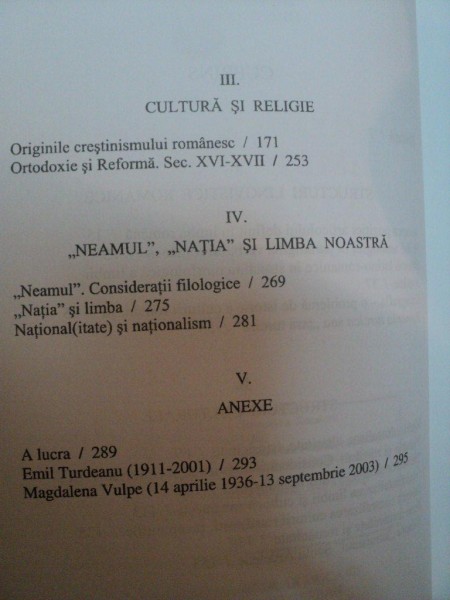 III.
CULTURĂ ŞI RELIGIE
Originile creştinismului românesc / 171
Ortodoxie şi Reformă. Sec. XVI-XVII / 253
IV.
„NEAMUL”, „NAŢIA” ŞI LIMBA NOASTRĂ
„Neamul”. Consideraţii filologice / 269
„Naţia” şi limba / 275
Naţional(itate) şi naţionalism / 281
V.
ANEXE
A lucra / 289
Emil Turdeanu (1911-2001) / 293
Magdalena Vulpe (14 aprilie 1936-13 septembrie 2003) / 295